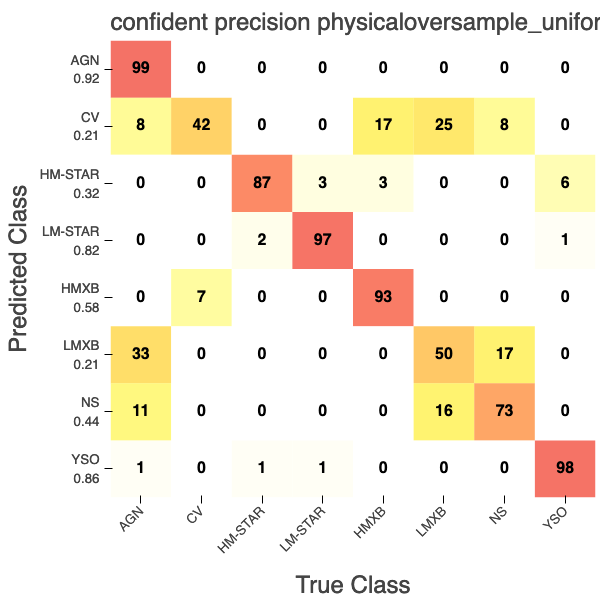 confident precision physicaloversample_unifor
AGN
0.92
99 0 0 0 0 0 0 0
CV
0.21
8 42 0 0 17 25 8 0
HM-STAR
0.32
0 0 87 3 3 0 0 6
LM-STAR
0.82
0 0 2 97 0 0 0 1
HMXB
0.58
0 7 0 0 93 0 0 0
LMXB
0.21
33 0 0 0 0 50 17 0
NS
0.44
11 0 0 0 0 16 73 0
YSO
0.86
1 0 1 1 0 0 0 98
Predicted Class
AGN CV HM-STAR LM-STAR HMXB LMXB NS YSO
True Class